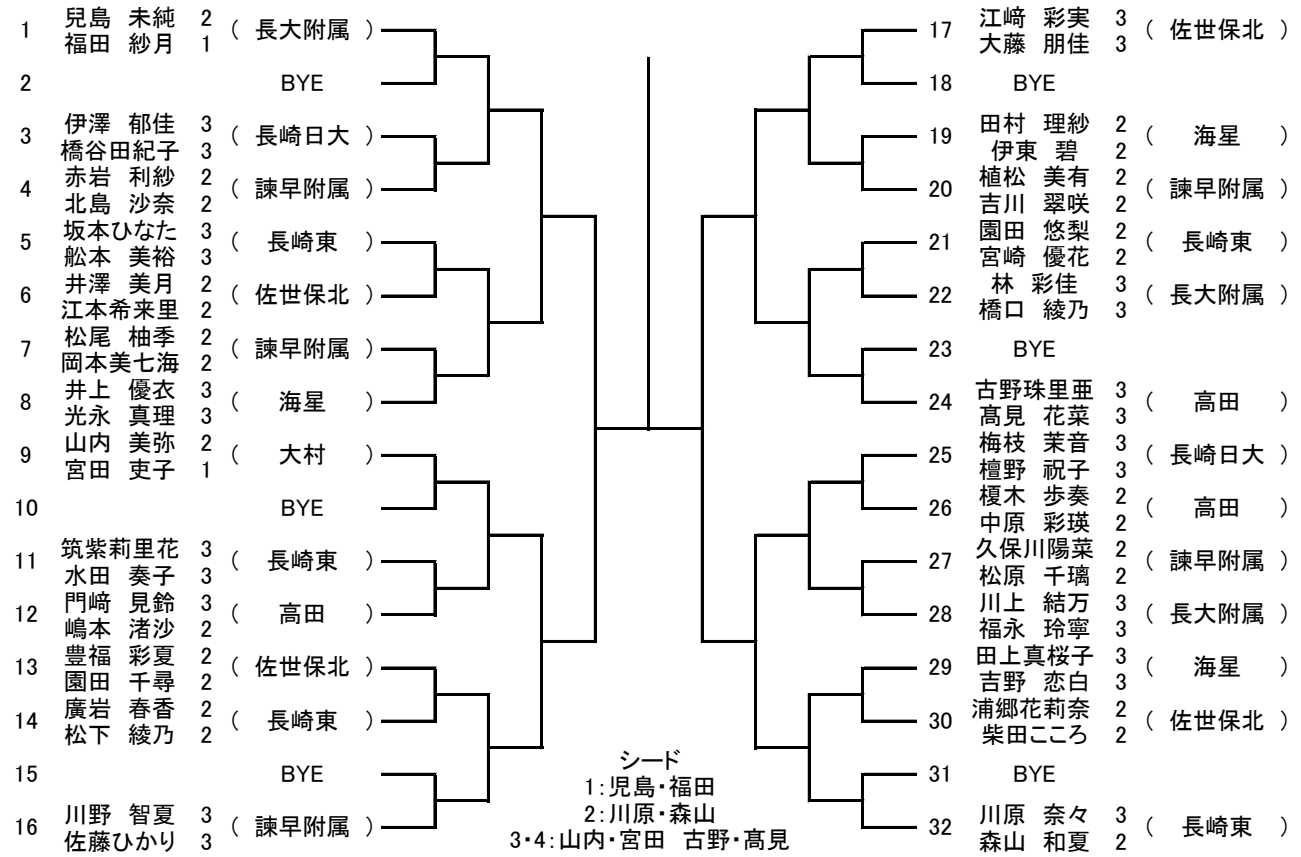 1 兒島 未純 2 ( 長大附属 )
福田 紗月 1
2 BYE
3 伊澤 郁佳 3 ( 長崎日大 )
橋谷田紀子 3
4 赤岩 利紗 2 ( 諫早附属 )
北島 沙奈 2
5 坂本ひなた 3 ( 長崎東 )
舩本 美裕 3
6 井澤 美月 2 ( 佐世保北 )
江本希来里 2
7 松尾 柚季 2 ( 諫早附属 )
岡本美七海 2
8 井上 優衣 3 ( 海星 )
光永 真理 3
9 山内 美弥 2 ( 大村 )
宮田 吏子 1
10 BYE
11 筑紫莉里花 3 ( 長崎東 )
水田 奏子 3
12 門﨑 見鈴 3 ( 高田 )
嶋本 渚沙 2
13 豊福 彩夏 2 ( 佐世保北 )
園田 千尋 2
14 廣岩 春香 2 ( 長崎東 )
松下 綾乃 2
15 BYE
16 川野 智夏 3 ( 諫早附属 )
佐藤ひかり 3
17 江﨑 彩実 3 ( 佐世保北 )
大藤 朋佳 3
18 BYE
19 田村 理紗 2 ( 海星 )
伊東 碧 2
20 植松 美有 2 ( 諫早附属 )
吉川 翠咲 2
21 園田 悠梨 2 ( 長崎東 )
宮崎 優花 2
22 林 彩佳 3 ( 長大附属 )
橋口 綾乃 3
23 BYE
24 古野珠里亜 3 ( 高田 )
髙見 花菜 3
25 梅枝 茉音 3 ( 長崎日大 )
檀野 祝子 3
26 榎木 歩奏 2 ( 高田 )
中原 彩瑛 2
27 久保川陽菜 2 ( 諫早附属 )
松原 千璃 2
28 川上 結万 3 ( 長大附属 )
福永 玲寧 3
29 田上真桜子 3 ( 海星 )
吉野 恋白 3
30 浦郷花莉奈 2 ( 佐世保北 )
柴田こころ 2
31 BYE
32 川原 奈々 3 ( 長崎東 )
森山 和夏 2
シード
1:児島・福田
2:川原・森山
3・4:山内・宮田 古野・髙見